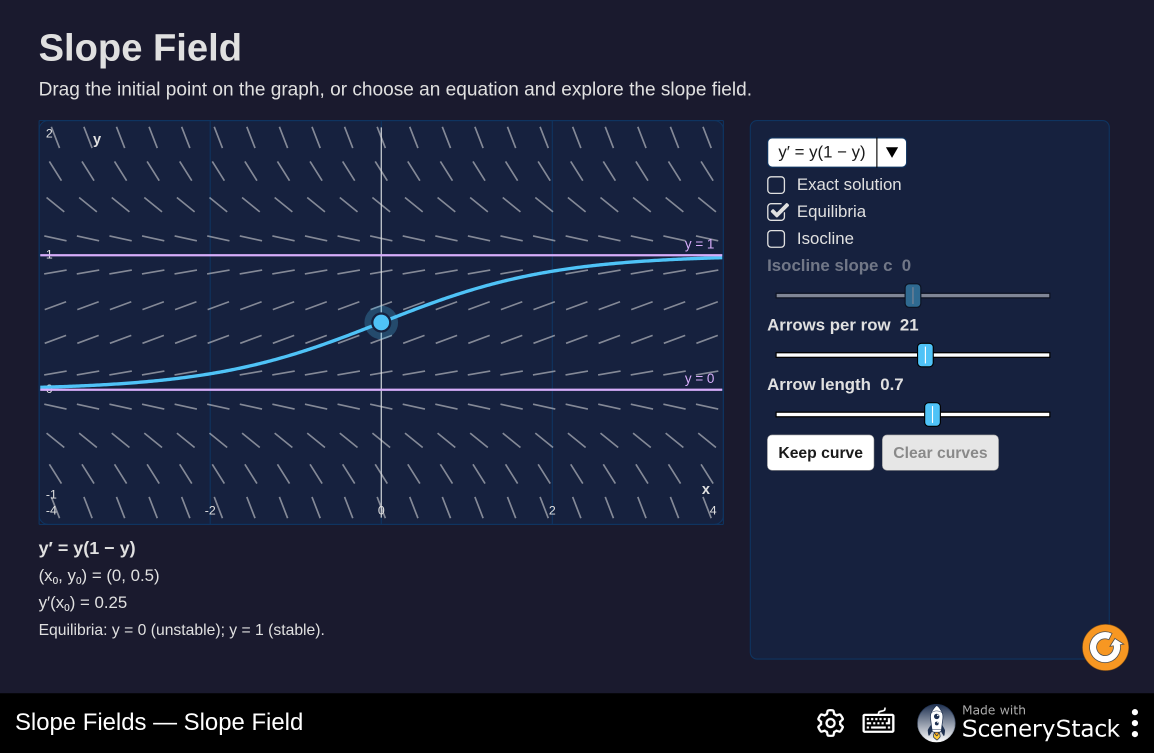 Slope Field
Drag the initial point on the graph, or choose an equation and explore the slope field.
2
y
y = 1
1
y = 0
0
-1
x
-4
-2
0
2
4
y′ = y(1 − y)
Exact solution
Equilibria
Isocline
Isocline slope c 0
Arrows per row 21
Arrow length 0.7
Keep curve
Clear curves
y′ = y(1 − y)
(x₀, y₀) = (0, 0.5)
y′(x₀) = 0.25
Equilibria: y = 0 (unstable); y = 1 (stable).
Slope Fields — Slope Field
Made with
SceneryStack